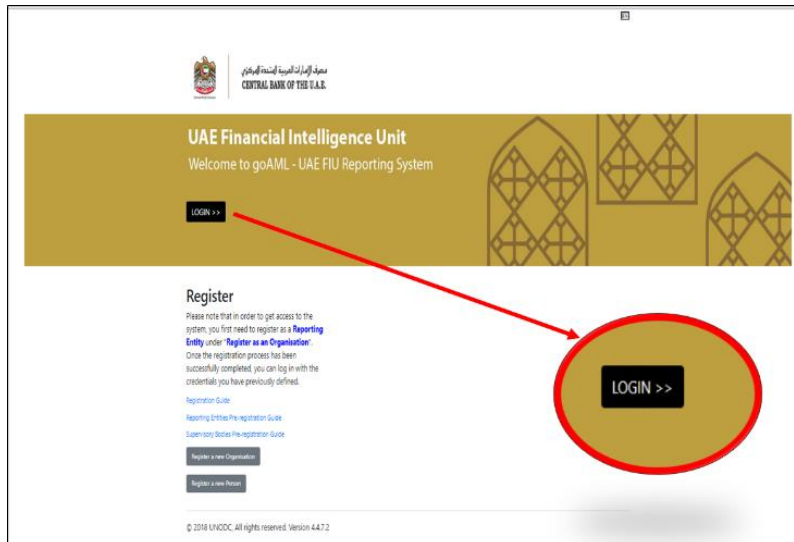 مصرف الإمارات العربية المتحدة المركزي
CENTRAL BANK OF THE U.A.E.
UAE Financial Intelligence Unit
Welcome to goAML - UAE FIU Reporting System
LOGIN >>
Register
Please note that in order to get access to the
system, you first need to register as a Reporting
Entity under "Register as an Organisation".
Once the registration process has been
successfully completed, you can log in with the
credentials you have previously defined.
LOGIN >>
Registration Guide
Reporting Entities Pre-registration Guide
Supervisory Bodies Pre-registration Guide
Register a new Organisation
Register a new Person
© 2018 UNODC, All rights reserved. Version 4.4.7.2